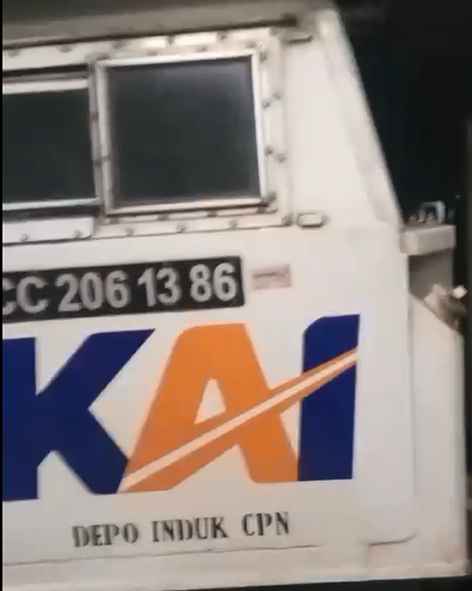 CC 206 13 86
KAI
DEPO INDUK CPN